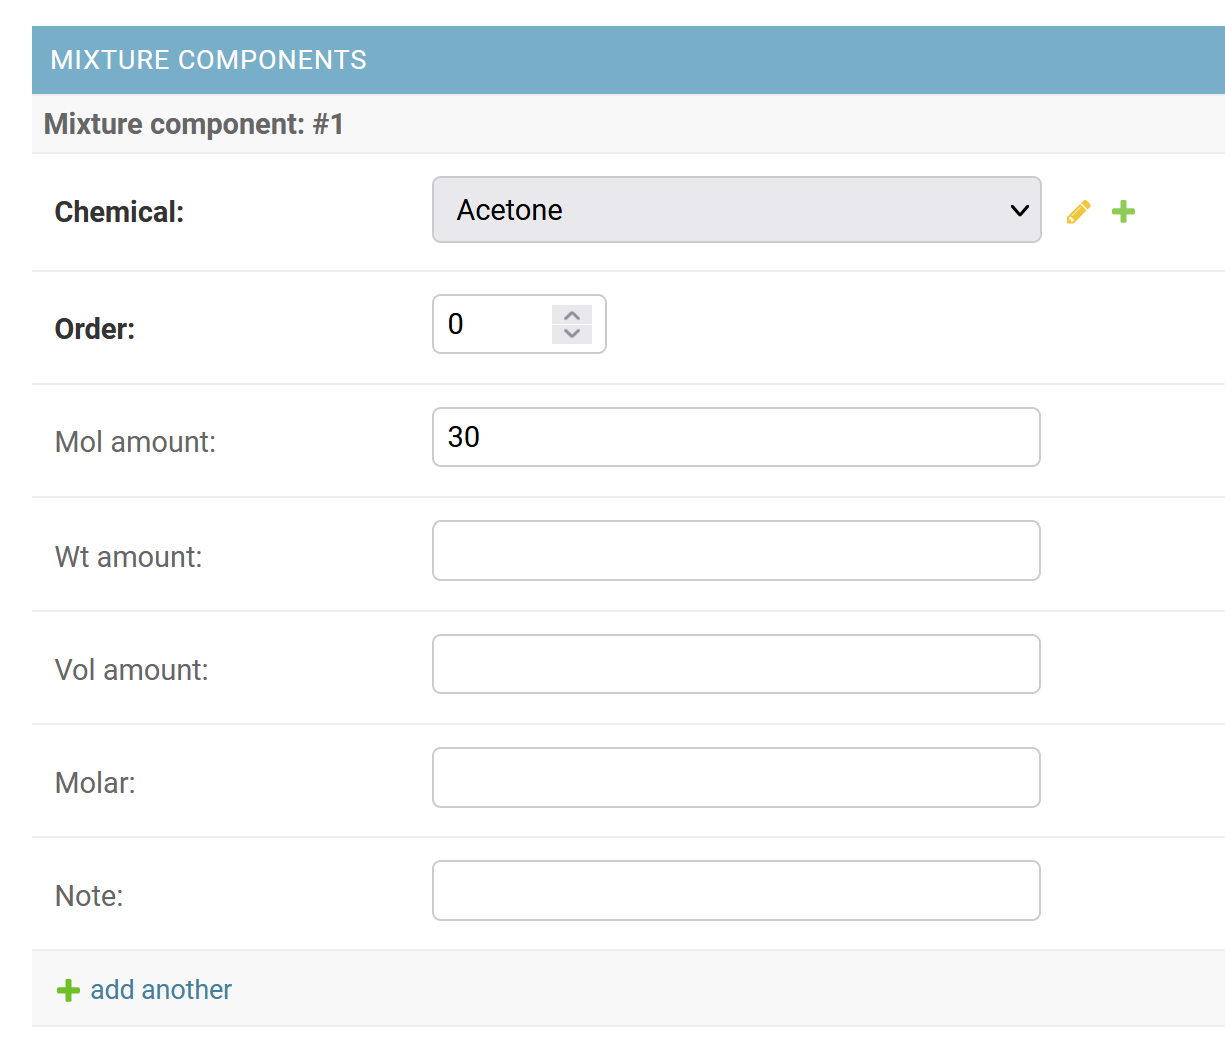 MIXTURE COMPONENTS
Mixture component: #1
Chemical: Acetone
Order: 0
Mol amount: 30
Wt amount:
Vol amount:
Molar:
Note:
add another